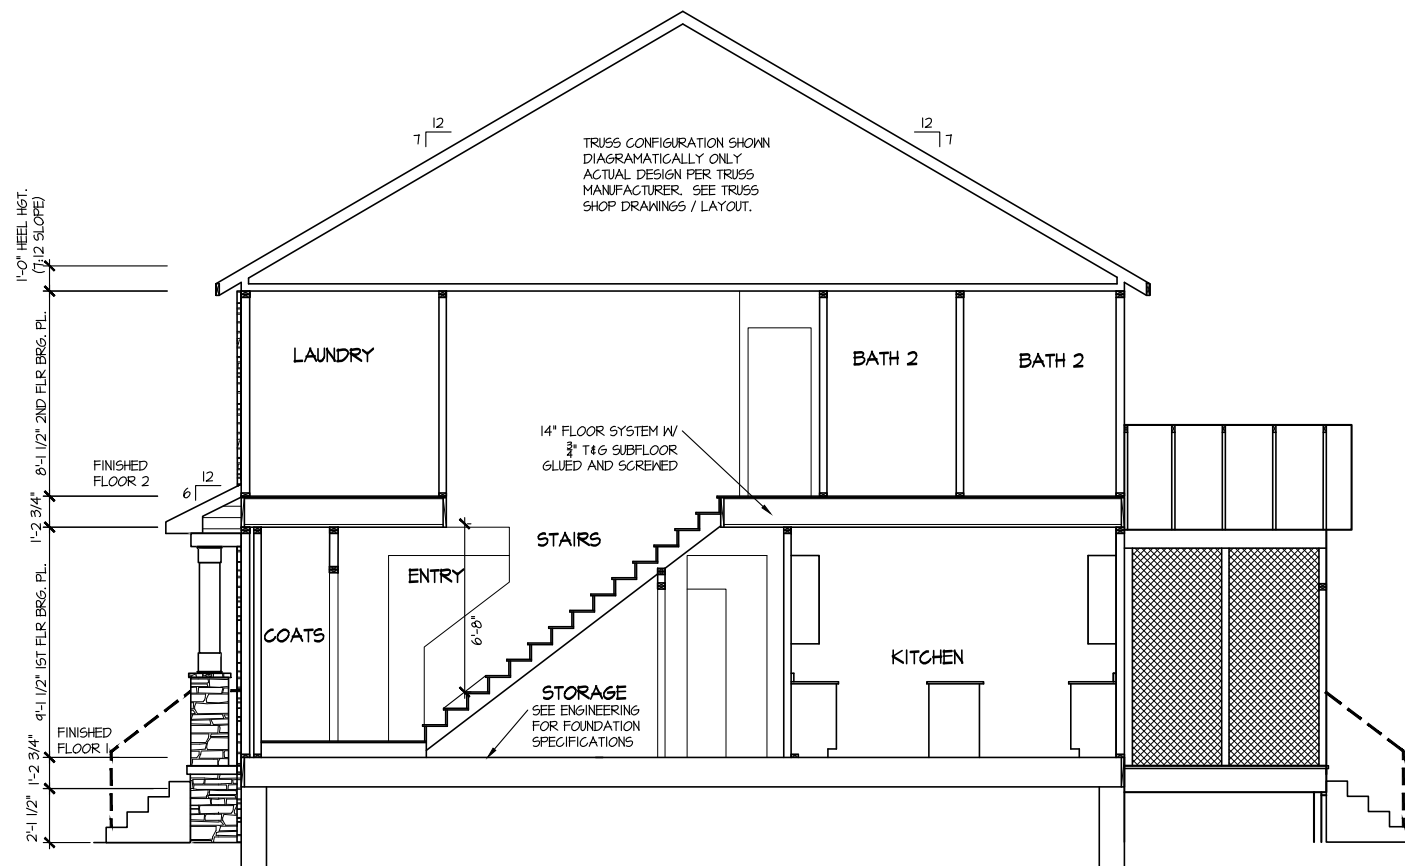 12
7
12
7
TRUSS CONFIGURATION SHOWN
DIAGRAMATICALLY ONLY
ACTUAL DESIGN PER TRUSS
MANUFACTURER. SEE TRUSS
SHOP DRAWINGS / LAYOUT.
1'-0" HEEL HGT.
(7:12 SLOPE)
8'-1 1/2" 2ND FLR BRG. PL.
LAUNDRY
BATH 2
BATH 2
14" FLOOR SYSTEM W/
3/4" T&G SUBFLOOR
GLUED AND SCREWED
FINISHED
FLOOR 2
12
6
1'-2 3/4"
STAIRS
ENTRY
9'-1 1/2" 1ST FLR BRG. PL.
COATS
6'-8"
KITCHEN
STORAGE
SEE ENGINEERING
FOR FOUNDATION
SPECIFICATIONS
FINISHED
FLOOR 1
1'-2 3/4"
2'-1 1/2"